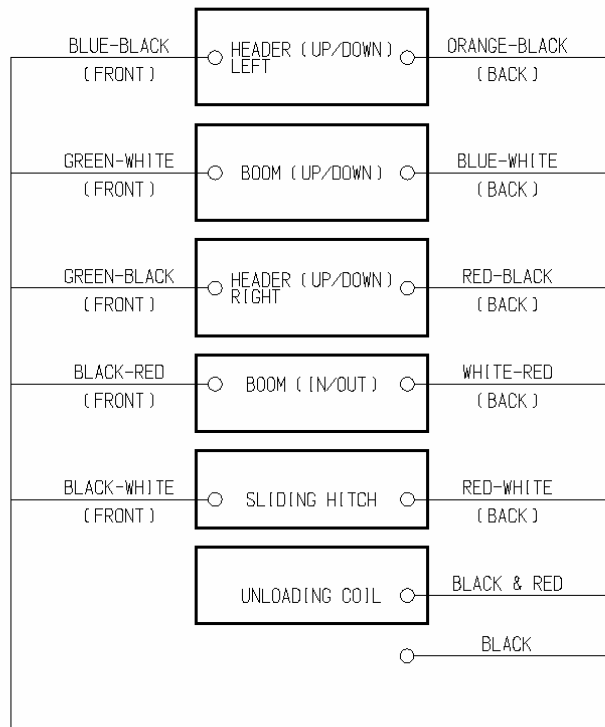 BLUE-BLACK
(FRONT)
HEADER (UP/DOWN)
LEFT
ORANGE-BLACK
(BACK)
GREEN-WHITE
(FRONT)
BOOM (UP/DOWN)
BLUE-WHITE
(BACK)
GREEN-BLACK
(FRONT)
HEADER (UP/DOWN)
RIGHT
RED-BLACK
(BACK)
BLACK-RED
(FRONT)
BOOM (IN/OUT)
WHITE-RED
(BACK)
BLACK-WHITE
(FRONT)
SLIDING HITCH
RED-WHITE
(BACK)
UNLOADING COIL
BLACK & RED
BLACK